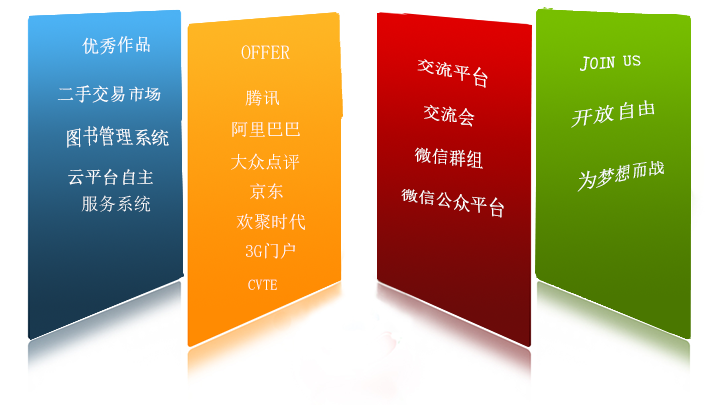 优秀作品
二手交易市场
图书管理系统
云平台自主
服务系统
OFFER
腾讯
阿里巴巴
大众点评
京东
欢聚时代
3G门户
CVTE
交流平台
交流会
微信群组
微信公众平台
JOIN US
开放自由
为梦想而战